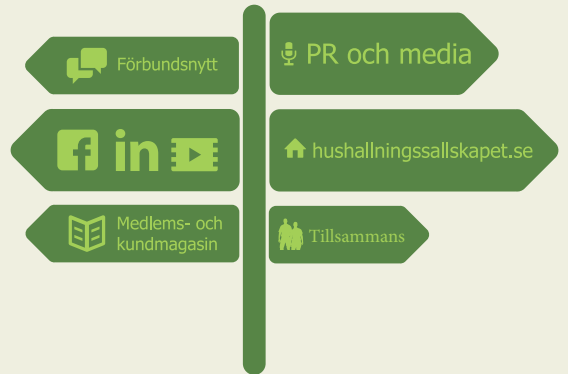 Förbundsnytt
PR och media
hushallningssallskapet.se
Medlems- och
kundmagasin
Tillsammans